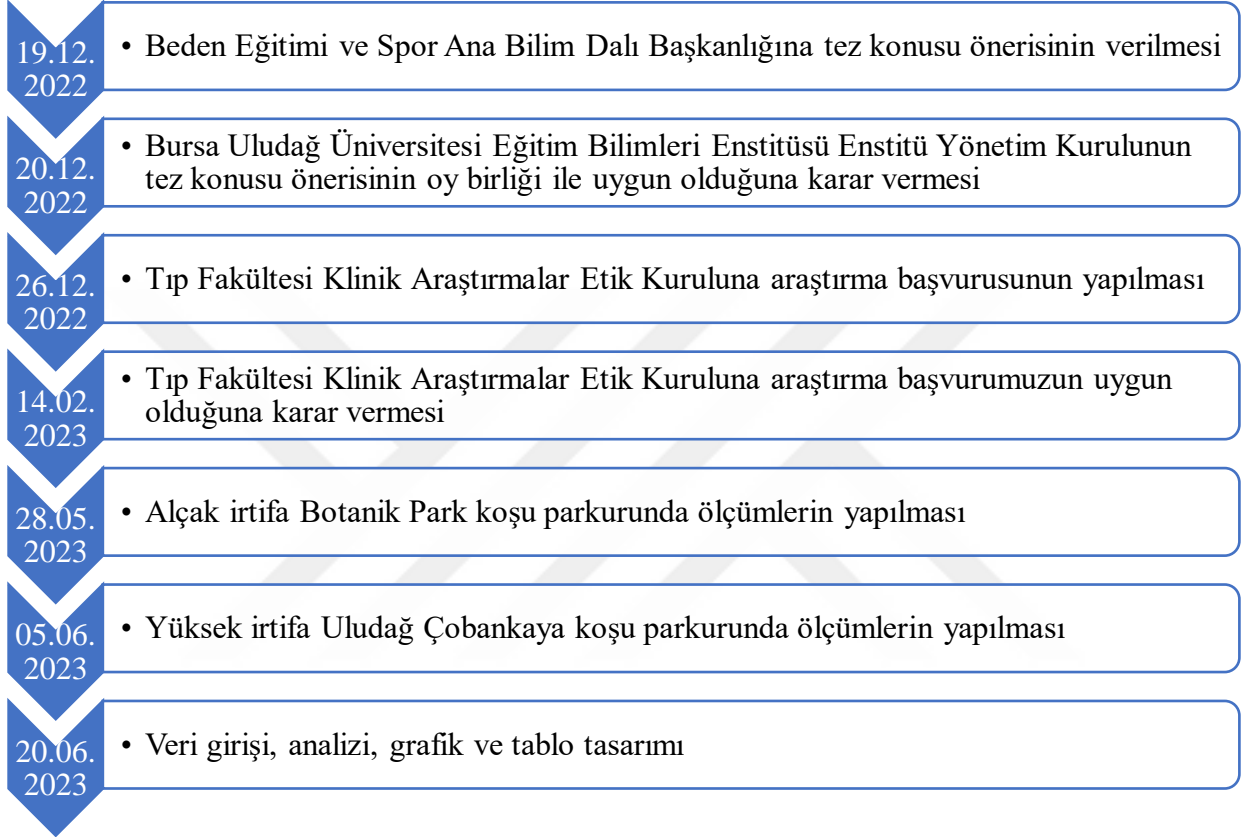 19.12.
2022
• Beden Eğitimi ve Spor Ana Bilim Dalı Başkanlığına tez konusu önerisinin verilmesi
20.12.
2022
• Bursa Uludağ Üniversitesi Eğitim Bilimleri Enstitüsü Enstitü Yönetim Kurulunun
tez konusu önerisinin oy birliği ile uygun olduğuna karar vermesi
26.12.
2022
• Tıp Fakültesi Klinik Araştırmalar Etik Kuruluna araştırma başvurusunun yapılması
14.02.
2023
• Tıp Fakültesi Klinik Araştırmalar Etik Kuruluna araştırma başvurumuzun uygun
olduğuna karar vermesi
28.05.
2023
• Alçak irtifa Botanik Park koşu parkurunda ölçümlerin yapılması
05.06.
2023
• Yüksek irtifa Uludağ Çobankaya koşu parkurunda ölçümlerin yapılması
20.06.
2023
• Veri girişi, analizi, grafik ve tablo tasarımı